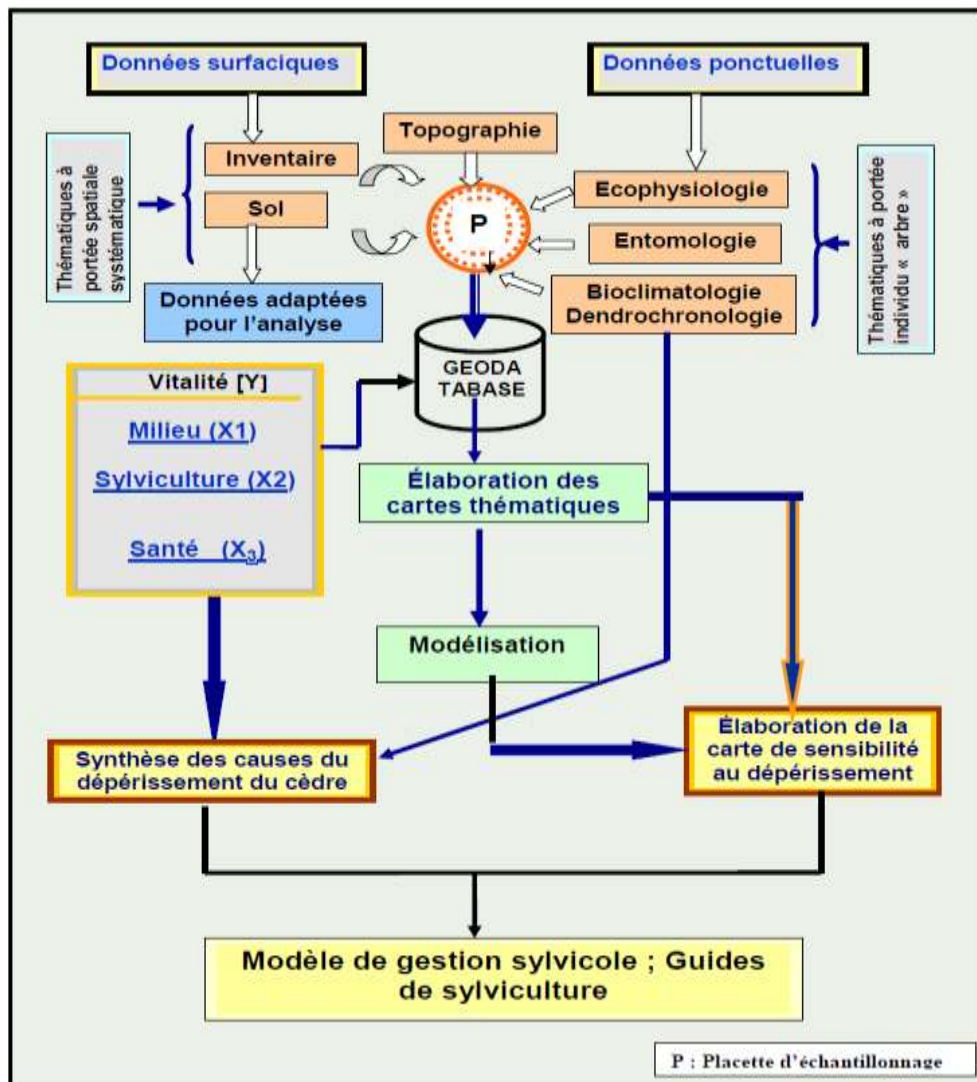 Données surfaciques
Données ponctuelles
Topographie
Inventaire
Sol
Thématiques à
portée spatiale
systématique
Données adaptées
pour l'analyse
P
Ecophysiologie
Entomologie
Bioclimatologie
Dendrochronologie
Thématiques à portée
individu « arbre »
GEODA
TABASE
Vitalité [Y]
Milieu (X1)
Sylviculture (X2)
Santé (X₃)
Élaboration des
cartes thématiques
Modélisation
Synthèse des causes du
dépérissement du cèdre
Élaboration de la
carte de sensibilité
au dépérissement
Modèle de gestion sylvicole ; Guides
de sylviculture
P : Placette d'échantillonnage